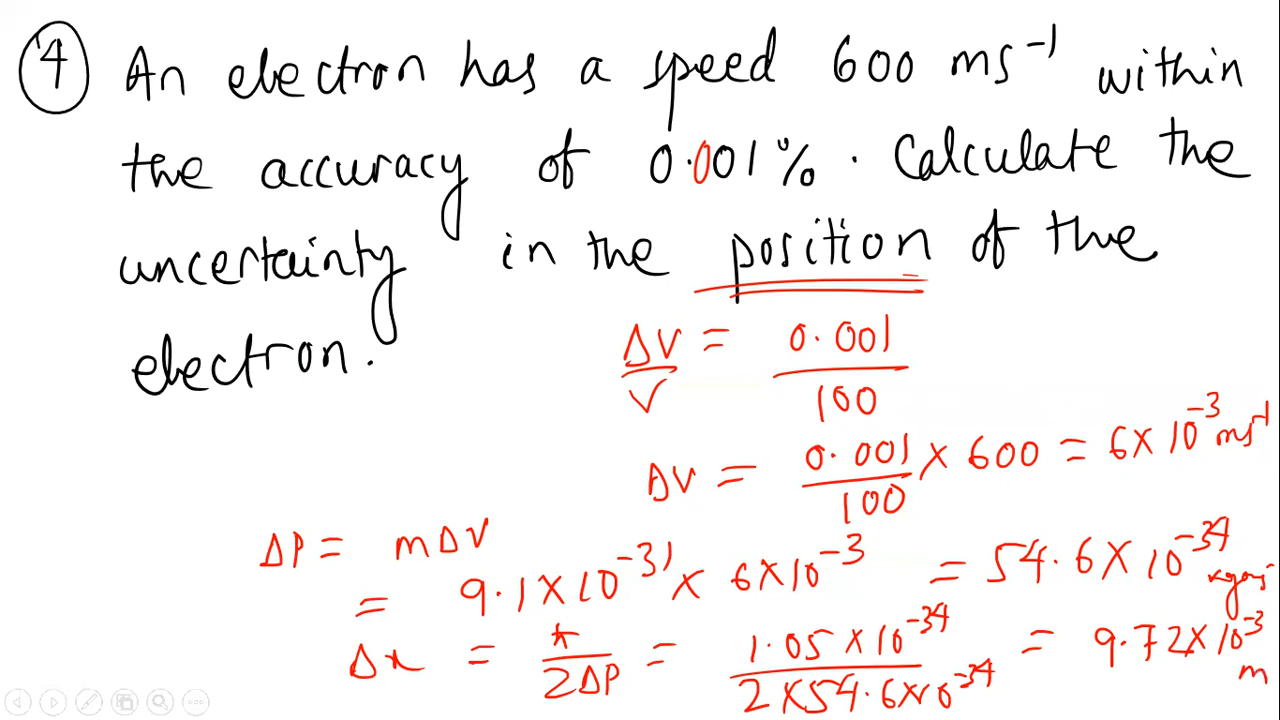 ④ An electron has a speed 600 ms⁻¹ within
the accuracy of 0.001% . Calculate the
uncertainty in the position of the
electron.
ΔV/V = 0.001/100
ΔV = 0.001/100 × 600 = 6 × 10⁻³ ms⁻¹
ΔP = mΔV
= 9.1 × 10⁻³¹ × 6 × 10⁻³ = 54.6 × 10⁻³⁴ kgms⁻¹
Δx = ħ/2ΔP = 1.05 × 10⁻³⁴/2 × 54.6 × 10⁻³⁴ = 9.72 × 10⁻³ m